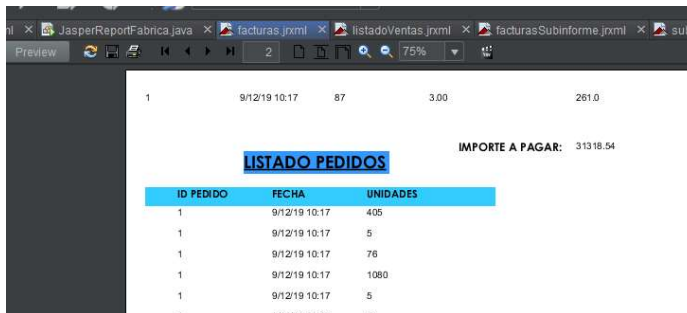 JasperReportFabrica.java × facturas.jrxml × listadoVentas.jrxml × facturasSubinforme.jrxml ×
Preview 2 75%
1 9/12/19 10:17 87 3.00 261.0
IMPORTE A PAGAR: 31318.54
LISTADO PEDIDOS
ID PEDIDO FECHA UNIDADES
1 9/12/19 10:17 405
1 9/12/19 10:17 5
1 9/12/19 10:17 76
1 9/12/19 10:17 1080
1 9/12/19 10:17 5